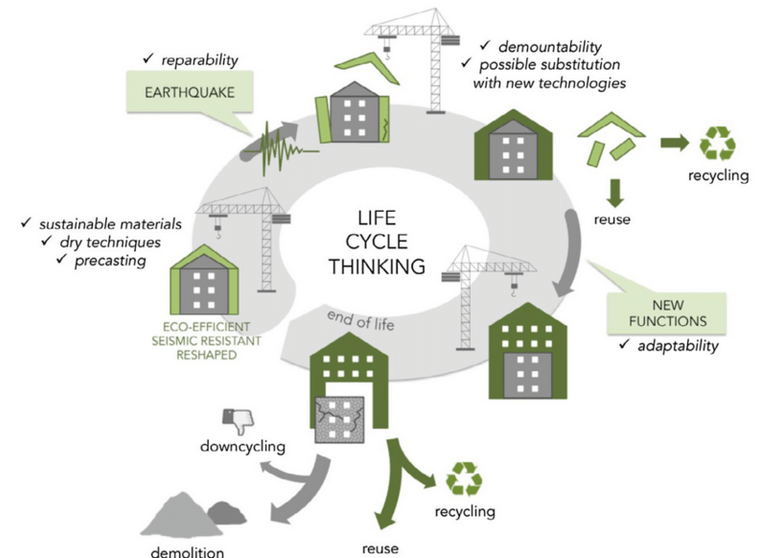 ✓ reparability
EARTHQUAKE
✓ demountability
✓ possible substitution
with new technologies
recycling
reuse
✓ sustainable materials
✓ dry techniques
✓ precasting
LIFE
CYCLE
THINKING
NEW
FUNCTIONS
✓ adaptability
ECO-EFFICIENT
SEISMIC RESISTANT
RESHAPED
end of life
downcycling
recycling
demolition
reuse